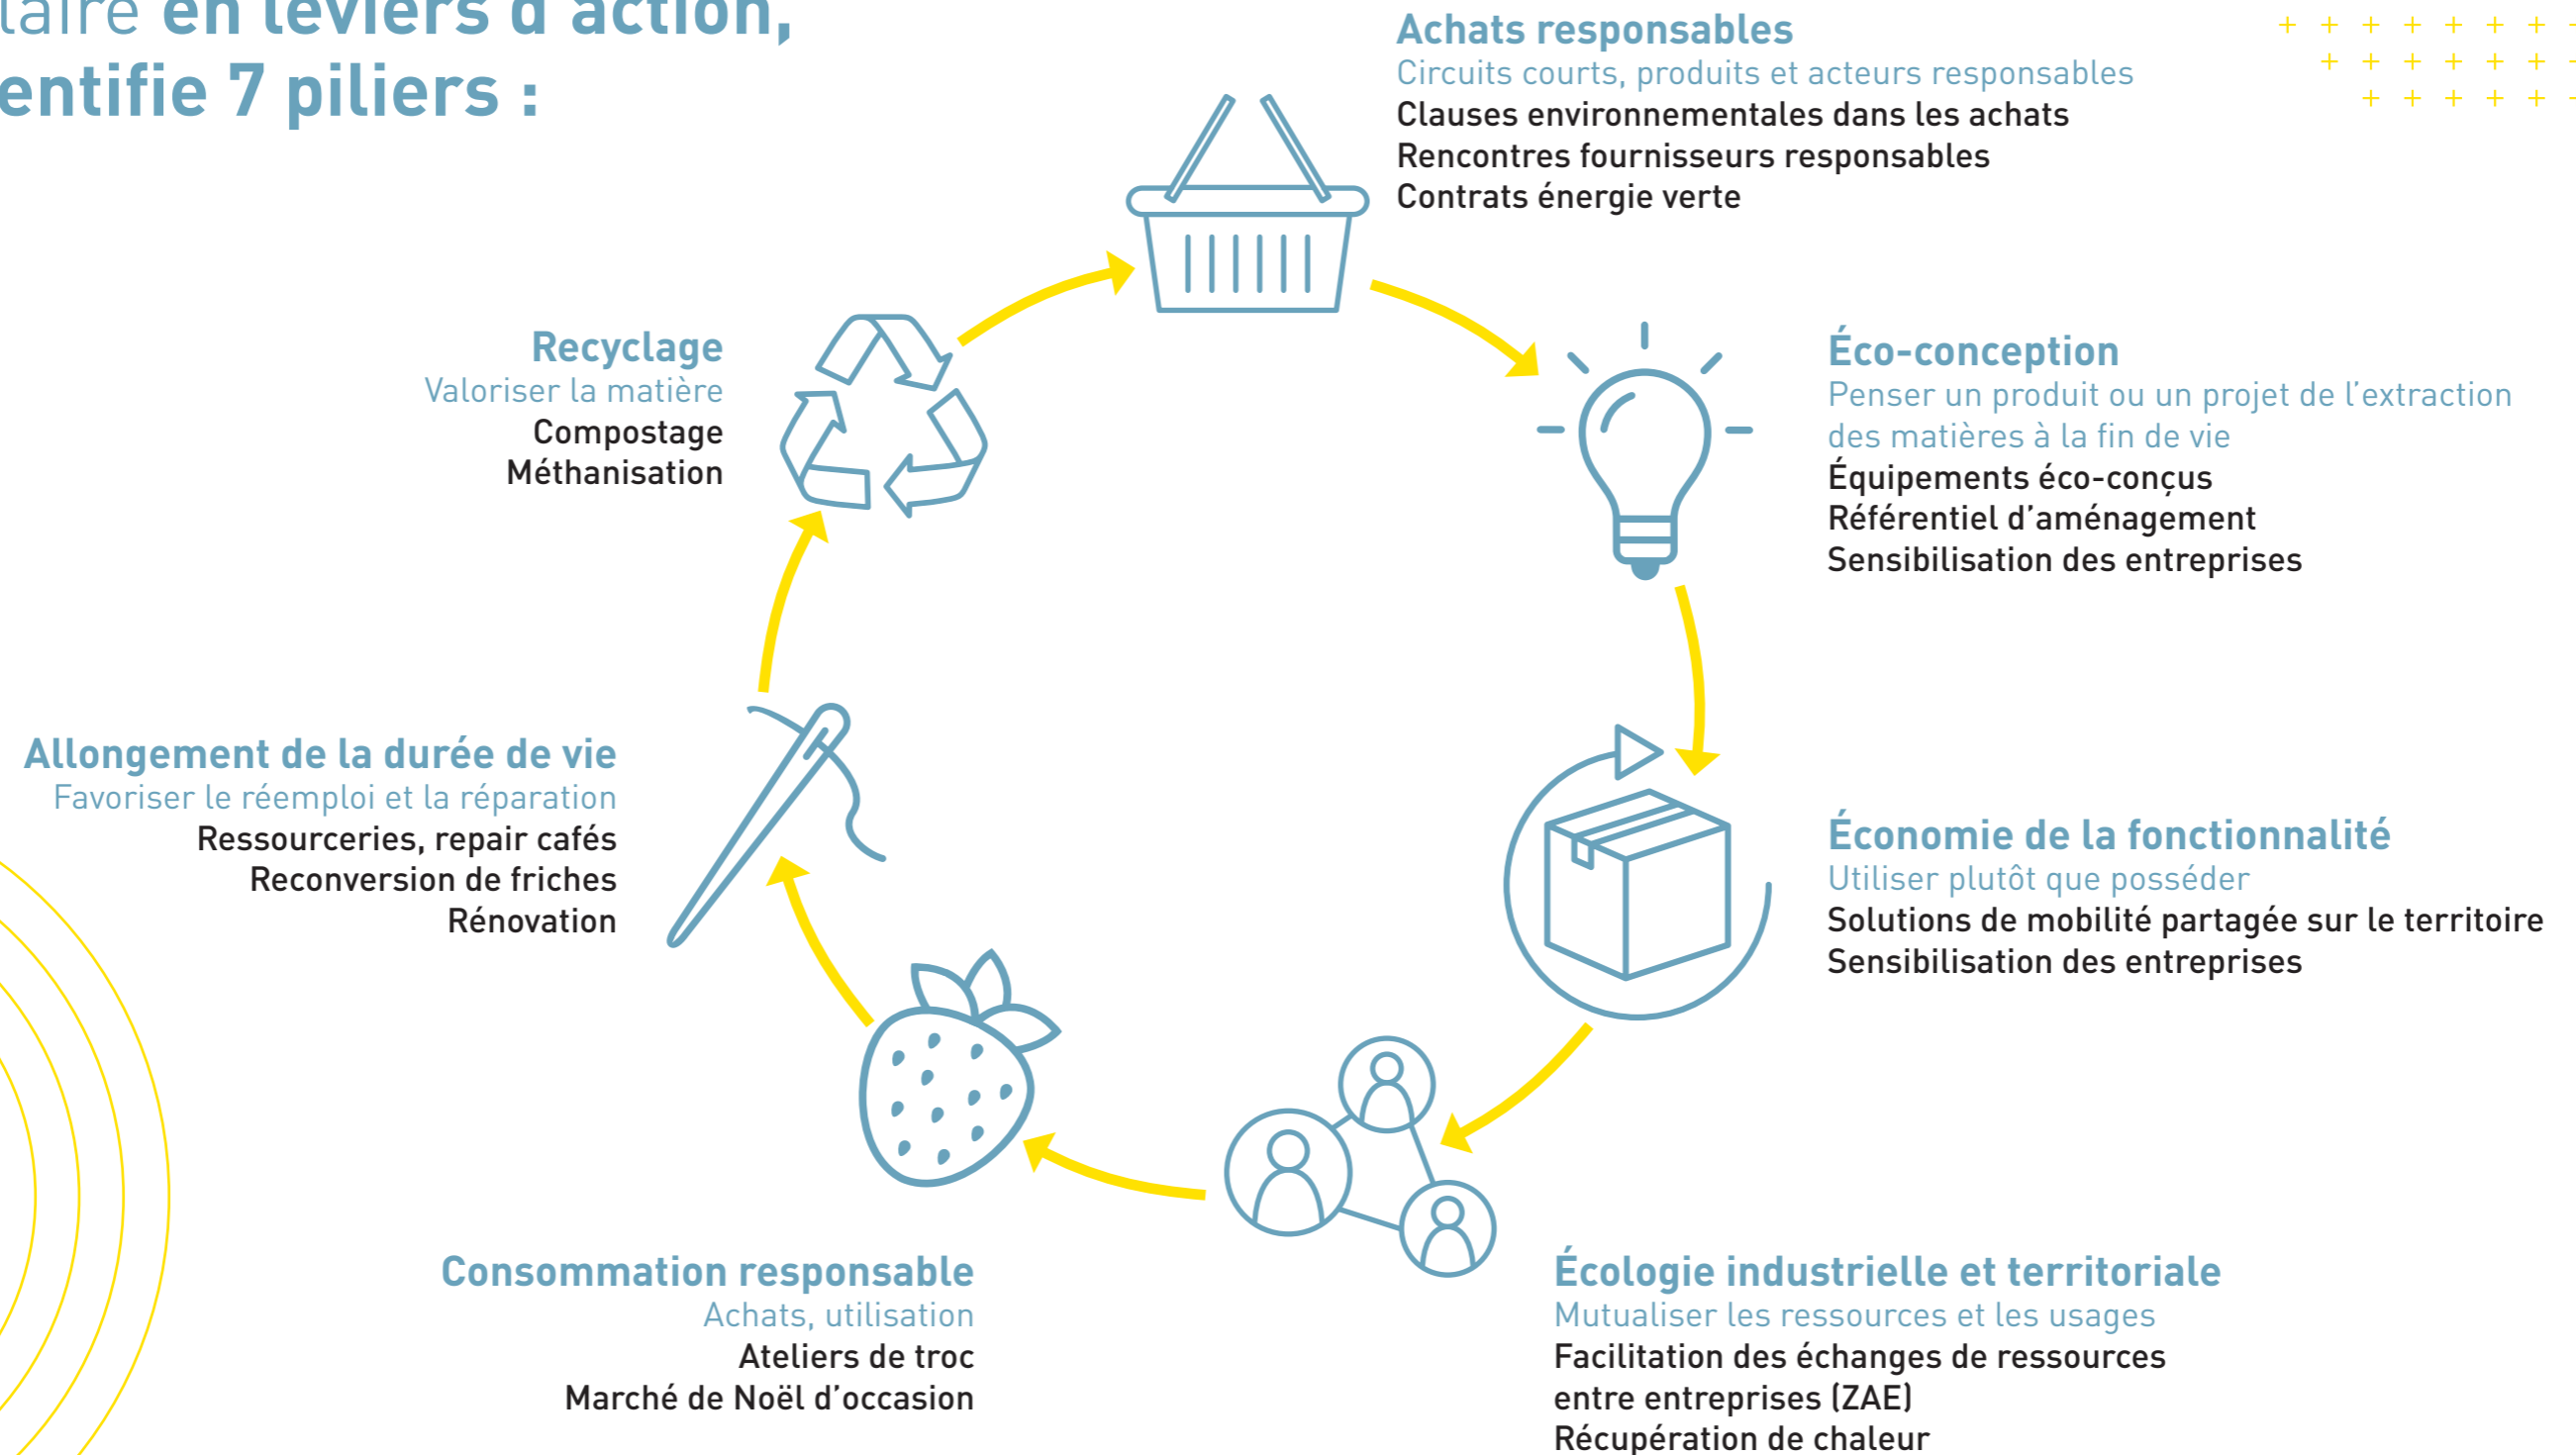 laire en leviers d'action,
entifie 7 piliers :
Achats responsables
Circuits courts, produits et acteurs responsables
Clauses environnementales dans les achats
Rencontres fournisseurs responsables
Contrats énergie verte
Éco-conception
Penser un produit ou un projet de l'extraction
des matières à la fin de vie
Équipements éco-conçus
Référentiel d'aménagement
Sensibilisation des entreprises
Économie de la fonctionnalité
Utiliser plutôt que posséder
Solutions de mobilité partagée sur le territoire
Sensibilisation des entreprises
Écologie industrielle et territoriale
Mutualiser les ressources et les usages
Facilitation des échanges de ressources
entre entreprises (ZAE)
Récupération de chaleur
Consommation responsable
Achats, utilisation
Ateliers de troc
Marché de Noël d'occasion
Allongement de la durée de vie
Favoriser le réemploi et la réparation
Ressourceries, repair cafés
Reconversion de friches
Rénovation
Recyclage
Valoriser la matière
Compostage
Méthanisation